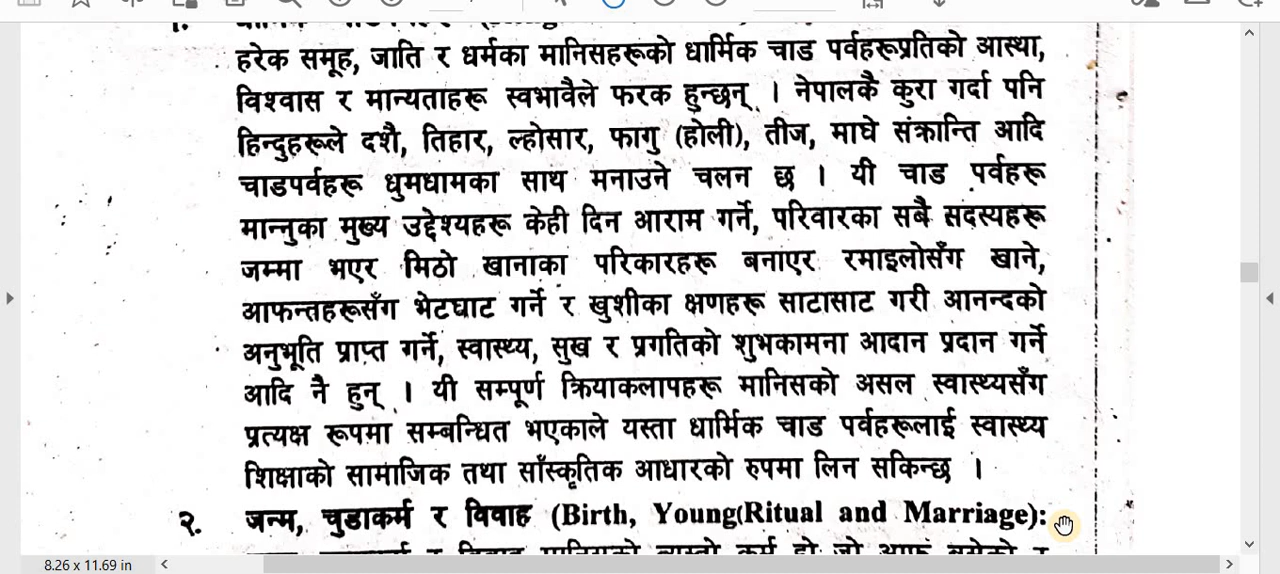 हरेक समूह, जाति र धर्मका मानिसहरूको धार्मिक चाड पर्वहरूप्रतिको आस्था,
विश्वास र मान्यताहरू स्वभावैले फरक हुन्छन् । नेपालकै कुरा गर्दा पनि
हिन्दुहरूले दशै, तिहार, ल्होसार, फागु (होली), तीज, माघे संक्रान्ति आदि
चाडपर्वहरू धुमधामका साथ मनाउने चलन छ । यी चाड पर्वहरू
मान्नुका मुख्य उद्देश्यहरू केही दिन आराम गर्ने, परिवारका सबै सदस्यहरू
जम्मा भएर मिठो खानाका परिकारहरू बनाएर रमाइलोसँग खाने,
आफन्तहरूसँग भेटघाट गर्ने र खुशीका क्षणहरू साटासाट गरी आनन्दको
अनुभूति प्राप्त गर्ने, स्वास्थ्य, सुख र प्रगतिको शुभकामना आदान प्रदान गर्ने
आदि नै हुन् । यी सम्पूर्ण क्रियाकलापहरू मानिसको असल स्वास्थ्यसँग
प्रत्यक्ष रूपमा सम्बन्धित भएकाले यस्ता धार्मिक चाड पर्वहरूलाई स्वास्थ्य
शिक्षाको सामाजिक तथा साँस्कृतिक आधारको रुपमा लिन सकिन्छ ।
२. जन्म, चुडाकर्म र विवाह (Birth, Young(Ritual and Marriage):
8.26 x 11.69 in